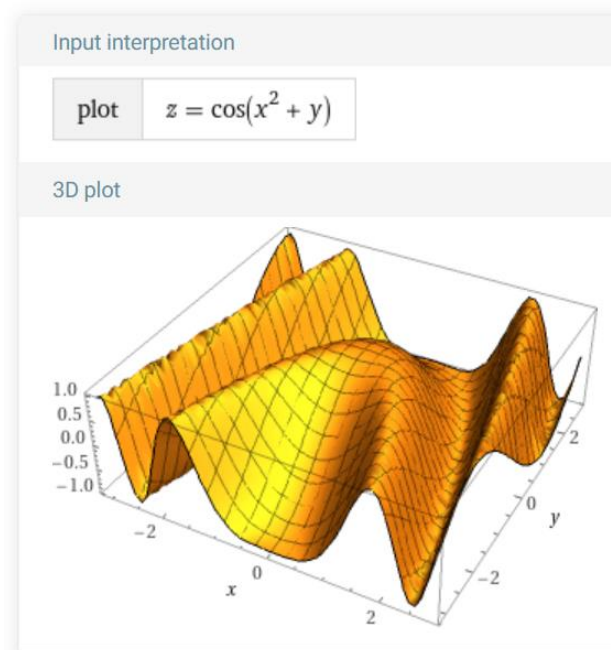 Input interpretation
plot z = cos(x² + y)
3D plot
1.0
0.5
0.0
−0.5
−1.0
−2
0
2
x
−2
0
2
y